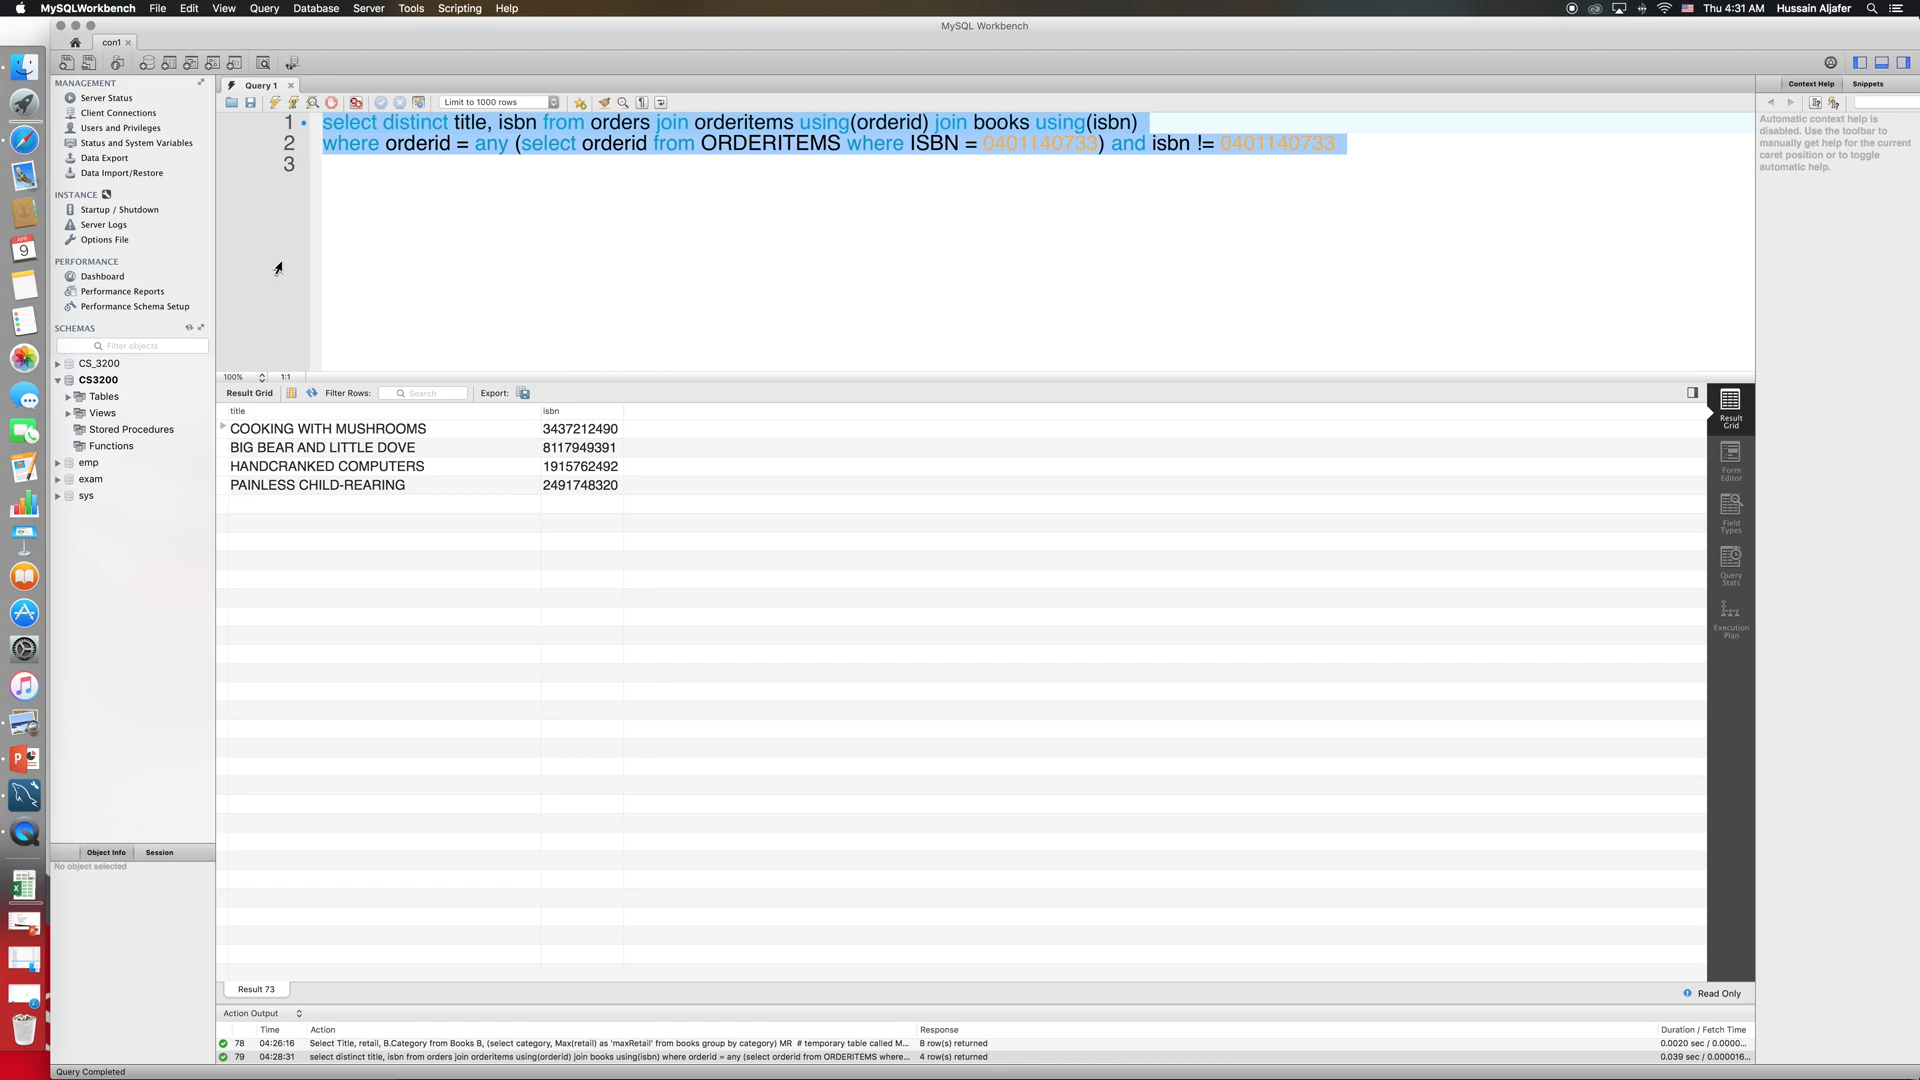 MySQL Workbench File Edit View Query Database Server Tools Scripting Help Thu 4:31 AM Hussain Aljafer
MySQL Workbench
con1
Query 1
Context Help Snippets
Limit to 1000 rows
MANAGEMENT
Server Status
Client Connections
Users and Privileges
Status and System Variables
Data Export
Data Import/Restore
INSTANCE
Startup / Shutdown
Server Logs
Options File
PERFORMANCE
Dashboard
Performance Reports
Performance Schema Setup
SCHEMAS
Filter objects
CS_3200
CS3200
Tables
Views
Stored Procedures
Functions
emp
exam
sys
Object Info Session
No object selected
1 select distinct title, isbn from orders join orderitems using(orderid) join books using(isbn)
2 where orderid = any (select orderid from ORDERITEMS where ISBN = 0401140733) and isbn != 0401140733
3
Automatic context help is
disabled. Use the toolbar to
manually get help for the current
caret position or to toggle
automatic help.
100% 1:1
Result Grid Filter Rows: Search Export:
title isbn
COOKING WITH MUSHROOMS 3437212490
BIG BEAR AND LITTLE DOVE 8117949391
HANDCRANKED COMPUTERS 1915762492
PAINLESS CHILD-REARING 2491748320
Result
Grid
Form
Editor
Field
Types
Query
Stats
Execution
Plan
Result 73 Read Only
Action Output
Time Action Response Duration / Fetch Time
78 04:26:16 Select Title, retail, B.Category from Books B, (select category, Max(retail) as 'maxRetail' from books group by category) MR # temporary table called M... 8 row(s) returned 0.0020 sec / 0.0000...
79 04:28:31 select distinct title, isbn from orders join orderitems using(orderid) join books using(isbn) where orderid = any (select orderid from ORDERITEMS where... 4 row(s) returned 0.039 sec / 0.000016...
Query Completed
APR
9